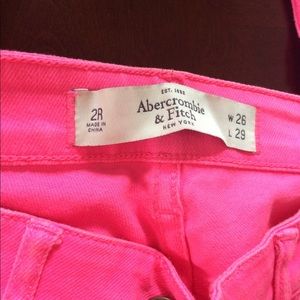 EST. 1892
Abercrombie
& Fitch
NEW YORK
2R
MADE IN
CHINA
W 26
L 29